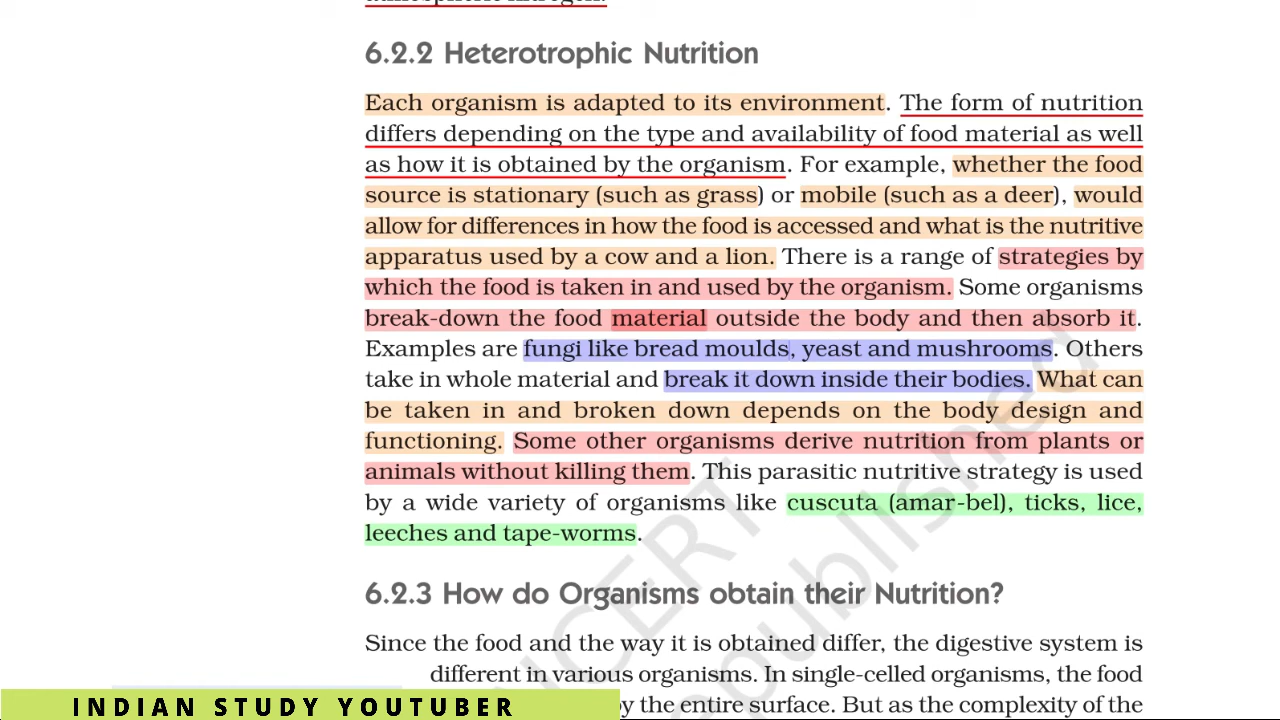 atmospheric nitrogen.
6.2.2 Heterotrophic Nutrition
Each organism is adapted to its environment. The form of nutrition
differs depending on the type and availability of food material as well
as how it is obtained by the organism. For example, whether the food
source is stationary (such as grass) or mobile (such as a deer), would
allow for differences in how the food is accessed and what is the nutritive
apparatus used by a cow and a lion. There is a range of strategies by
which the food is taken in and used by the organism. Some organisms
break-down the food material outside the body and then absorb it.
Examples are fungi like bread moulds, yeast and mushrooms. Others
take in whole material and break it down inside their bodies. What can
be taken in and broken down depends on the body design and
functioning. Some other organisms derive nutrition from plants or
animals without killing them. This parasitic nutritive strategy is used
by a wide variety of organisms like cuscuta (amar-bel), ticks, lice,
leeches and tape-worms.
6.2.3 How do Organisms obtain their Nutrition?
Since the food and the way it is obtained differ, the digestive system is
different in various organisms. In single-celled organisms, the food
by the entire surface. But as the complexity of the
INDIAN STUDY YOUTUBER
NCERT
republished